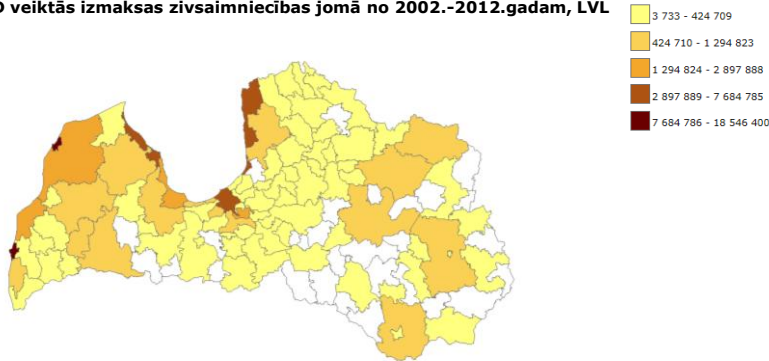 veiktās izmaksas zivsaimniecības jomā no 2002.-2012.gadam, LVL
3 733 - 424 709
424 710 - 1 294 823
1 294 824 - 2 897 888
2 897 889 - 7 684 785
7 684 786 - 18 546 400